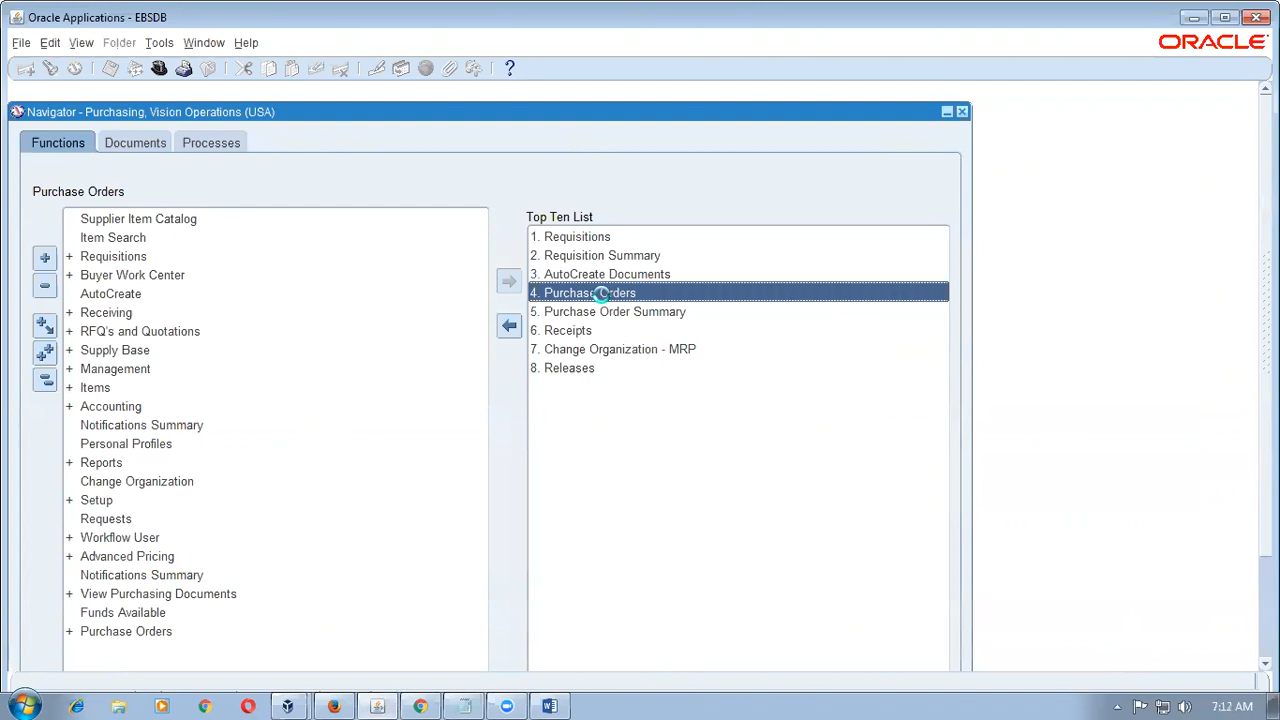 Oracle Applications - EBSDB
File Edit View Folder Tools Window Help
ORACLE
?
Navigator - Purchasing, Vision Operations (USA)
Functions Documents Processes
Purchase Orders
Supplier Item Catalog
Item Search
+ Requisitions
+ Buyer Work Center
AutoCreate
+ Receiving
+ RFQ's and Quotations
+ Supply Base
+ Management
+ Items
+ Accounting
Notifications Summary
Personal Profiles
+ Reports
Change Organization
+ Setup
Requests
+ Workflow User
+ Advanced Pricing
Notifications Summary
+ View Purchasing Documents
Funds Available
+ Purchase Orders
Top Ten List
1. Requisitions
2. Requisition Summary
3. AutoCreate Documents
4. Purchase Orders
5. Purchase Order Summary
6. Receipts
7. Change Organization - MRP
8. Releases
7:12 AM